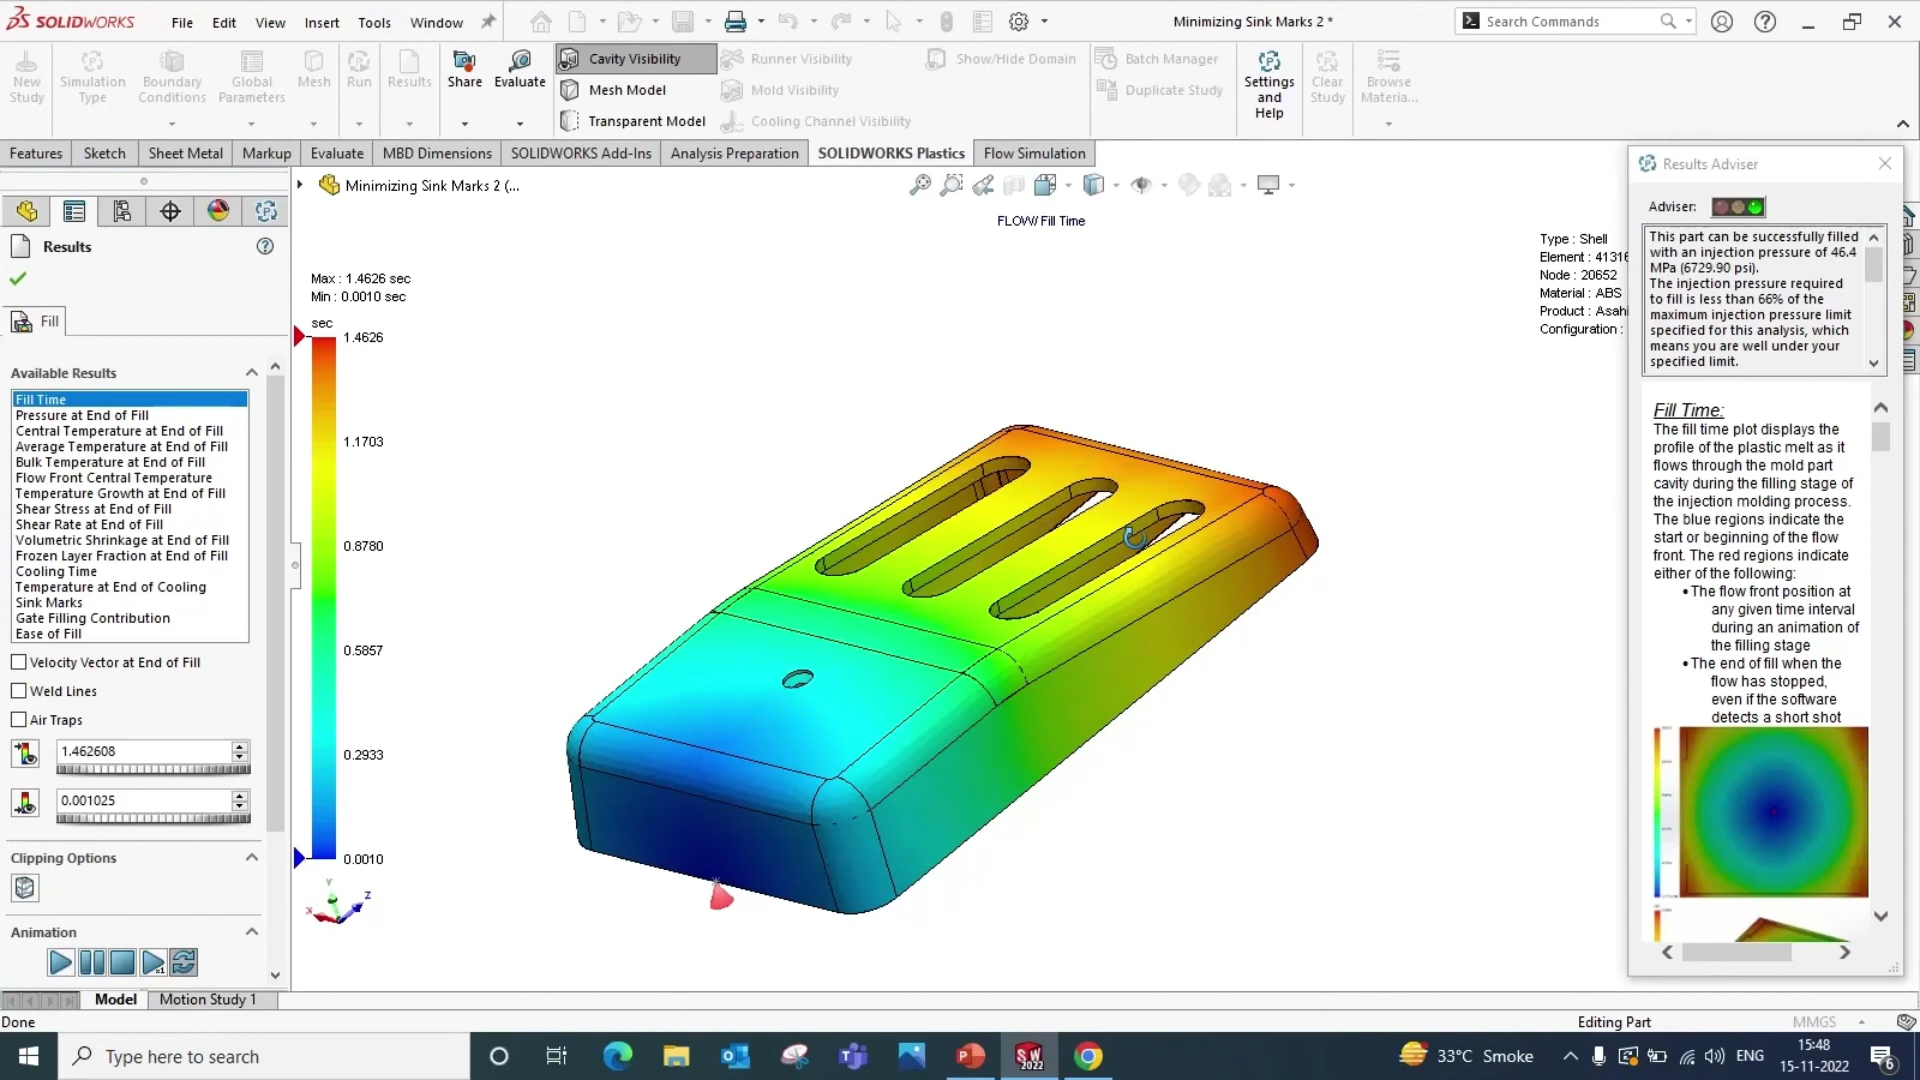 SOLIDWORKS File Edit View Insert Tools Window Minimizing Sink Marks 2 * Search Commands
New Study
Simulation Type
Boundary Conditions
Global Parameters
Mesh
Run
Results
Share
Evaluate
Cavity Visibility
Mesh Model
Transparent Model
Runner Visibility
Mold Visibility
Cooling Channel Visibility
Show/Hide Domain
Batch Manager
Duplicate Study
Settings and Help
Clear Study
Browse Materia...
Features Sketch Sheet Metal Markup Evaluate MBD Dimensions SOLIDWORKS Add-Ins Analysis Preparation SOLIDWORKS Plastics Flow Simulation
Results
Fill
Available Results
Fill Time
Pressure at End of Fill
Central Temperature at End of Fill
Average Temperature at End of Fill
Bulk Temperature at End of Fill
Flow Front Central Temperature
Temperature Growth at End of Fill
Shear Stress at End of Fill
Shear Rate at End of Fill
Volumetric Shrinkage at End of Fill
Frozen Layer Fraction at End of Fill
Cooling Time
Temperature at End of Cooling
Sink Marks
Gate Filling Contribution
Ease of Fill
Velocity Vector at End of Fill
Weld Lines
Air Traps
1.462608
0.001025
Clipping Options
Animation
Minimizing Sink Marks 2 (...
FLOW/ Fill Time
Max : 1.4626 sec
Min : 0.0010 sec
sec
1.4626
1.1703
0.8780
0.5857
0.2933
0.0010
Y
Z
X
Type : Shell
Element : 41316
Node : 20652
Material : ABS
Product : Asahi
Configuration :
Results Adviser
Adviser:
This part can be successfully filled
with an injection pressure of 46.4
MPa (6729.90 psi).
The injection pressure required
to fill is less than 66% of the
maximum injection pressure limit
specified for this analysis, which
means you are well under your
specified limit.
Fill Time:
The fill time plot displays the
profile of the plastic melt as it
flows through the mold part
cavity during the filling stage of
the injection molding process.
The blue regions indicate the
start or beginning of the flow
front. The red regions indicate
either of the following:
•The flow front position at
any given time interval
during an animation of
the filling stage
•The end of fill when the
flow has stopped,
even if the software
detects a short shot
Model Motion Study 1
Done Editing Part MMGS
Type here to search
SW 2022
33°C Smoke
ENG
15:48
15-11-2022
6